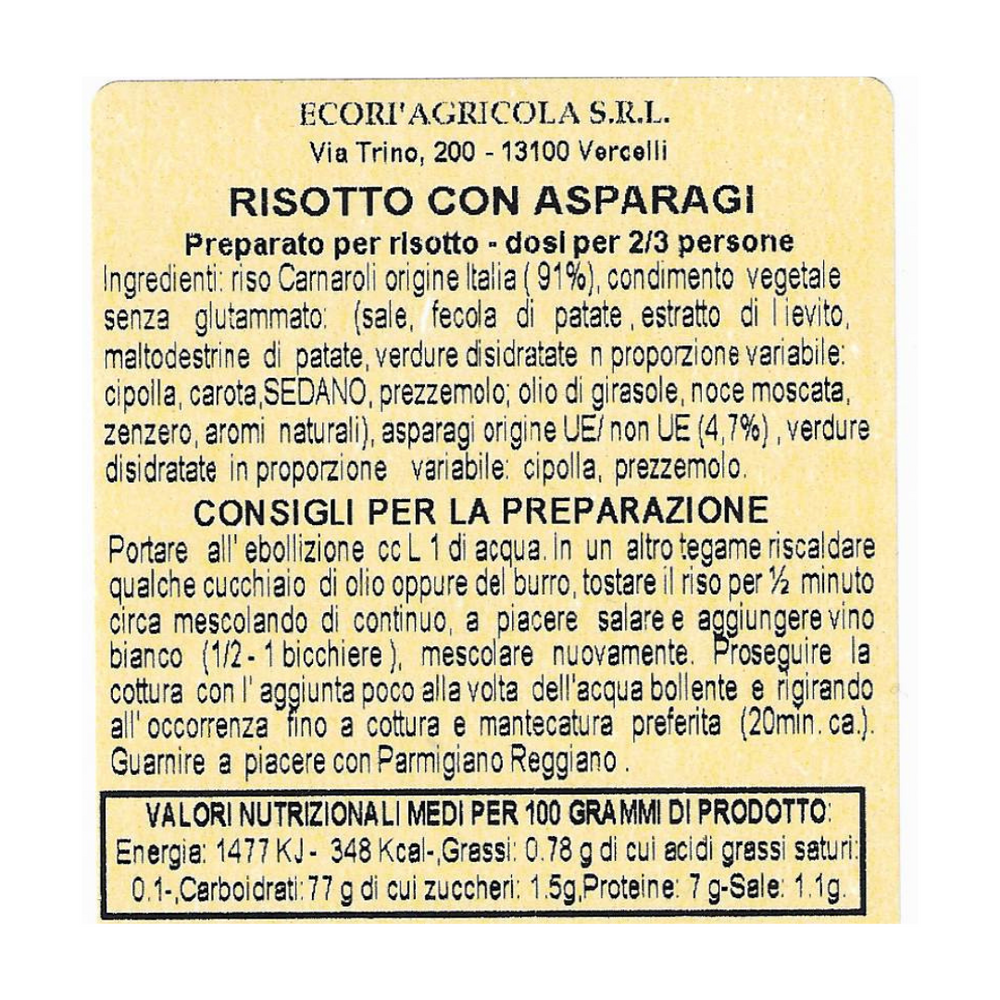 ECORI'AGRICOLA S.R.L.
Via Trino, 200 - 13100 Vercelli
RISOTTO CON ASPARAGI
Preparato per risotto - dosi per 2/3 persone
Ingredienti: riso Carnaroli origine Italia ( 91%), condimento vegetale
senza glutammato: (sale, fecola di patate , estratto di l ievito,
maltodestrine di patate, verdure disidratate n proporzione variabile:
cipolla, carota,SEDANO, prezzemolo; olio di girasole, noce moscata,
zenzero, aromi naturali), asparagi origine UE/ non UE (4,7%) , verdure
disidratate in proporzione variabile: cipolla, prezzemolo.
CONSIGLI PER LA PREPARAZIONE
Portare all' ebollizione cc L 1 di acqua. In un altro tegame riscaldare
qualche cucchiaio di olio oppure del burro, tostare il riso per ½ minuto
circa mescolando di continuo, a piacere salare e aggiungere vino
bianco (1/2 - 1 bicchiere ), mescolare nuovamente. Proseguire la
cottura con l' aggiunta poco alla volta dell'acqua bollente e rigirando
all' occorrenza fino a cottura e mantecatura preferita (20min. ca.).
Guarnire a piacere con Parmigiano Reggiano .
VALORI NUTRIZIONALI MEDI PER 100 GRAMMI DI PRODOTTO:
Energia: 1477 KJ - 348 Kcal-,Grassi: 0.78 g di cui acidi grassi saturi:
0.1-,Carboidrati: 77 g di cui zuccheri: 1.5g,Proteine: 7 g-Sale: 1.1g.